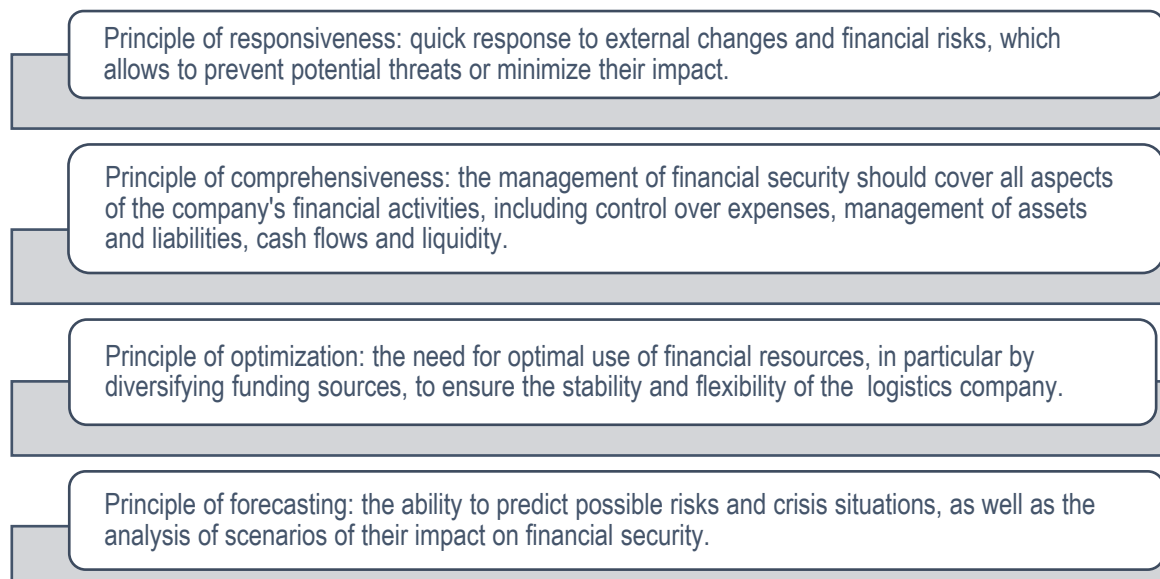 Principle of responsiveness: quick response to external changes and financial risks, which
allows to prevent potential threats or minimize their impact.
Principle of comprehensiveness: the management of financial security should cover all aspects
of the company's financial activities, including control over expenses, management of assets
and liabilities, cash flows and liquidity.
Principle of optimization: the need for optimal use of financial resources, in particular by
diversifying funding sources, to ensure the stability and flexibility of the  logistics company.
Principle of forecasting: the ability to predict possible risks and crisis situations, as well as the
analysis of scenarios of their impact on financial security.